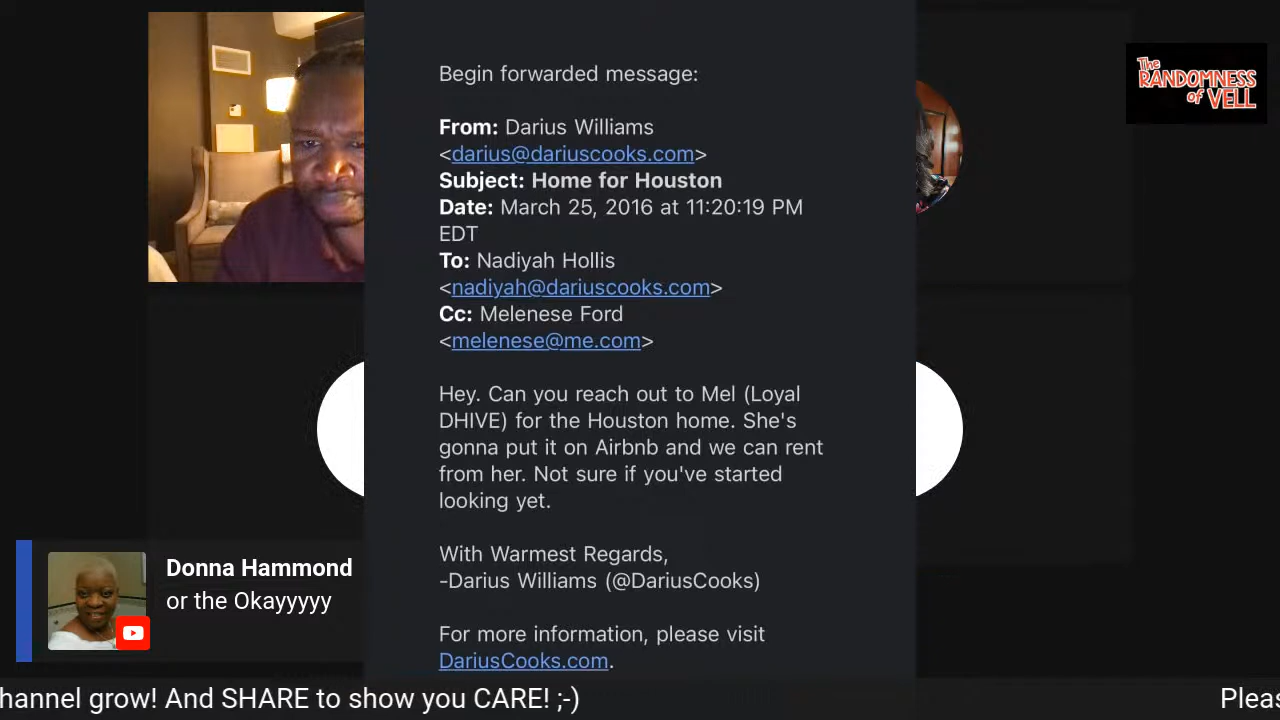 Begin forwarded message:
From: Darius Williams
<darius@dariuscooks.com>
Subject: Home for Houston
Date: March 25, 2016 at 11:20:19 PM
EDT
To: Nadiyah Hollis
<nadiyah@dariuscooks.com>
Cc: Melenese Ford
<melenese@me.com>
Hey. Can you reach out to Mel (Loyal
DHIVE) for the Houston home. She's
gonna put it on Airbnb and we can rent
from her. Not sure if you've started
looking yet.
With Warmest Regards,
-Darius Williams (@DariusCooks)
For more information, please visit
DariusCooks.com.
The
RANDOMNESS
of VELL
Donna Hammond
or the Okayyyyy
hannel grow! And SHARE to show you CARE! ;-)
Pleas